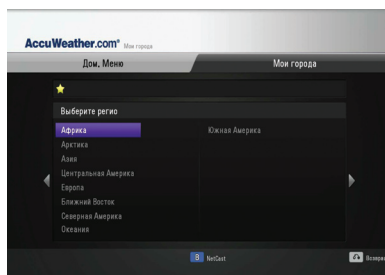 AccuWeather.com® Мои города
Дом. Меню Мои города
Выберите регио
Африка Южная Америка
Арктика
Азия
Центральная Америка
Европа
Ближний Восток
Северная Америка
Океания
B NetCast